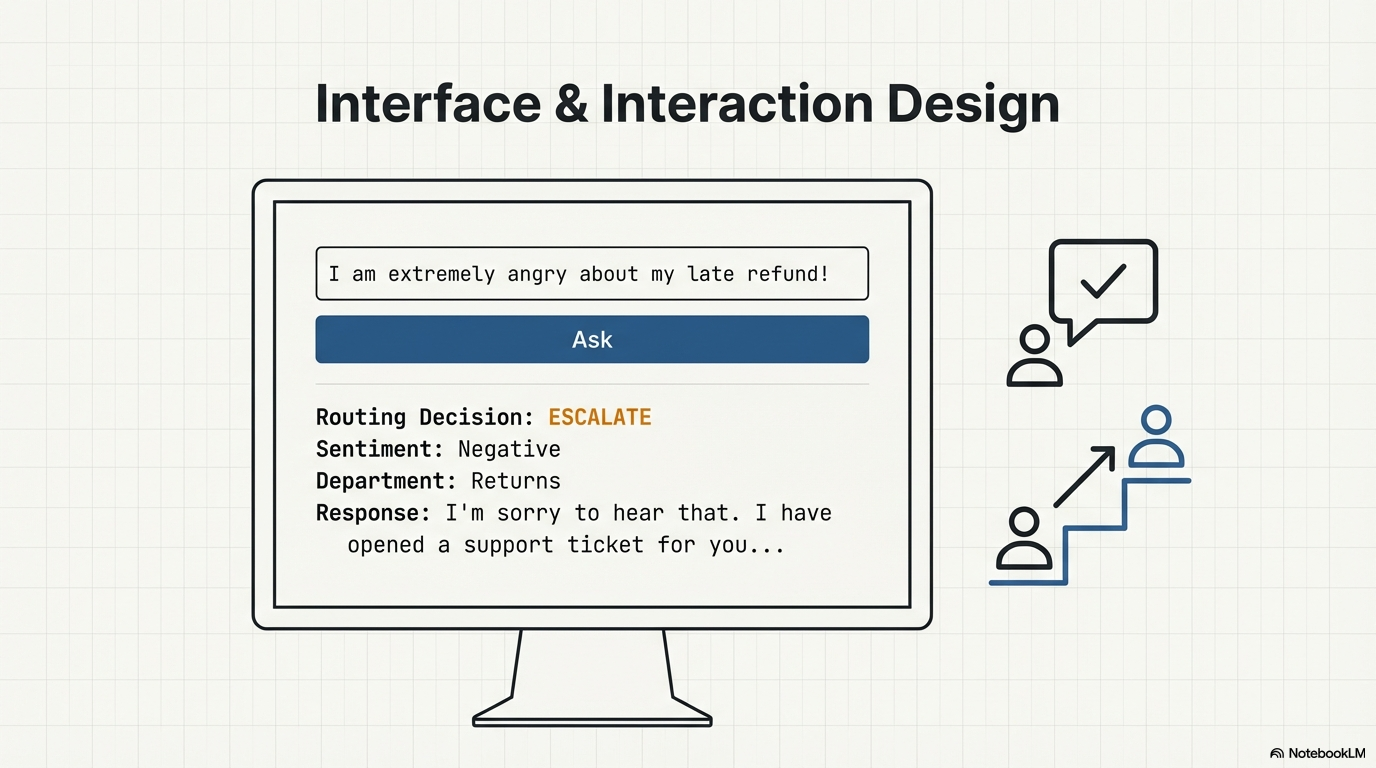 Interface & Interaction Design
I am extremely angry about my late refund!
Ask
Routing Decision: ESCALATE
Sentiment: Negative
Department: Returns
Response: I'm sorry to hear that. I have
opened a support ticket for you...
NotebookLM